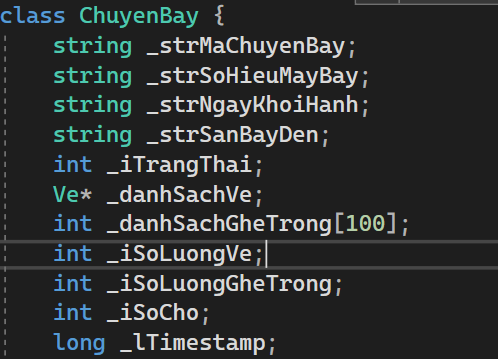 class ChuyenBay {
string _strMaChuyenBay;
string _strSoHieuMayBay;
string _strNgayKhoiHanh;
string _strSanBayDen;
int _iTrangThai;
Ve* _danhSachVe;
int _danhSachGheTrong[100];
int _iSoLuongVe;
int _iSoLuongGheTrong;
int _iSoCho;
long _lTimestamp;